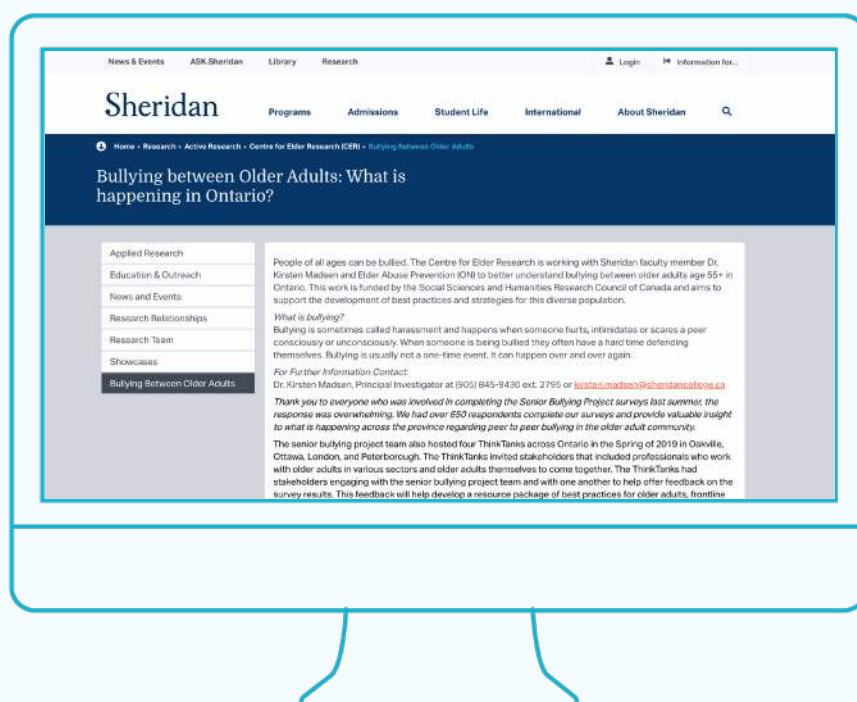 News & Events ASK.Sheridan Library Research Login Information for...
Sheridan Programs Admissions Student Life International About Sheridan
Home • Research • Active Research • Centre for Elder Research (CER) • Bullying Between Older Adults
Bullying between Older Adults: What is
happening in Ontario?
Applied Research
Education & Outreach
News and Events
Research Relationships
Research Team
Showcases
Bullying Between Older Adults
People of all ages can be bullied. The Centre for Elder Research is working with Sheridan faculty member Dr.
Kirsten Madsen and Elder Abuse Prevention (ON) to better understand bullying between older adults age 55+ in
Ontario. This work is funded by the Social Sciences and Humanities Research Council of Canada and aims to
support the development of best practices and strategies for this diverse population.
What is bullying?
Bullying is sometimes called harassment and happens when someone hurts, intimidates or scares a peer
consciously or unconsciously. When someone is being bullied they often have a hard time defending
themselves. Bullying is usually not a one-time event. It can happen over and over again.
For Further Information Contact:
Dr. Kirsten Madsen, Principal Investigator at (905) 845-9430 ext. 2795 or kirsten.madsen@sheridancollege.ca
Thank you to everyone who was involved in completing the Senior Bullying Project surveys last summer, the
response was overwhelming. We had over 650 respondents complete our surveys and provide valuable insight
to what is happening across the province regarding peer to peer bullying in the older adult community.
The senior bullying project team also hosted four ThinkTanks across Ontario in the Spring of 2019 in Oakville,
Ottawa, London, and Peterborough. The ThinkTanks invited stakeholders that included professionals who work
with older adults in various sectors and older adults themselves to come together. The ThinkTanks had
stakeholders engaging with the senior bullying project team and with one another to help offer feedback on the
survey results. This feedback will help develop a resource package of best practices for older adults, frontline